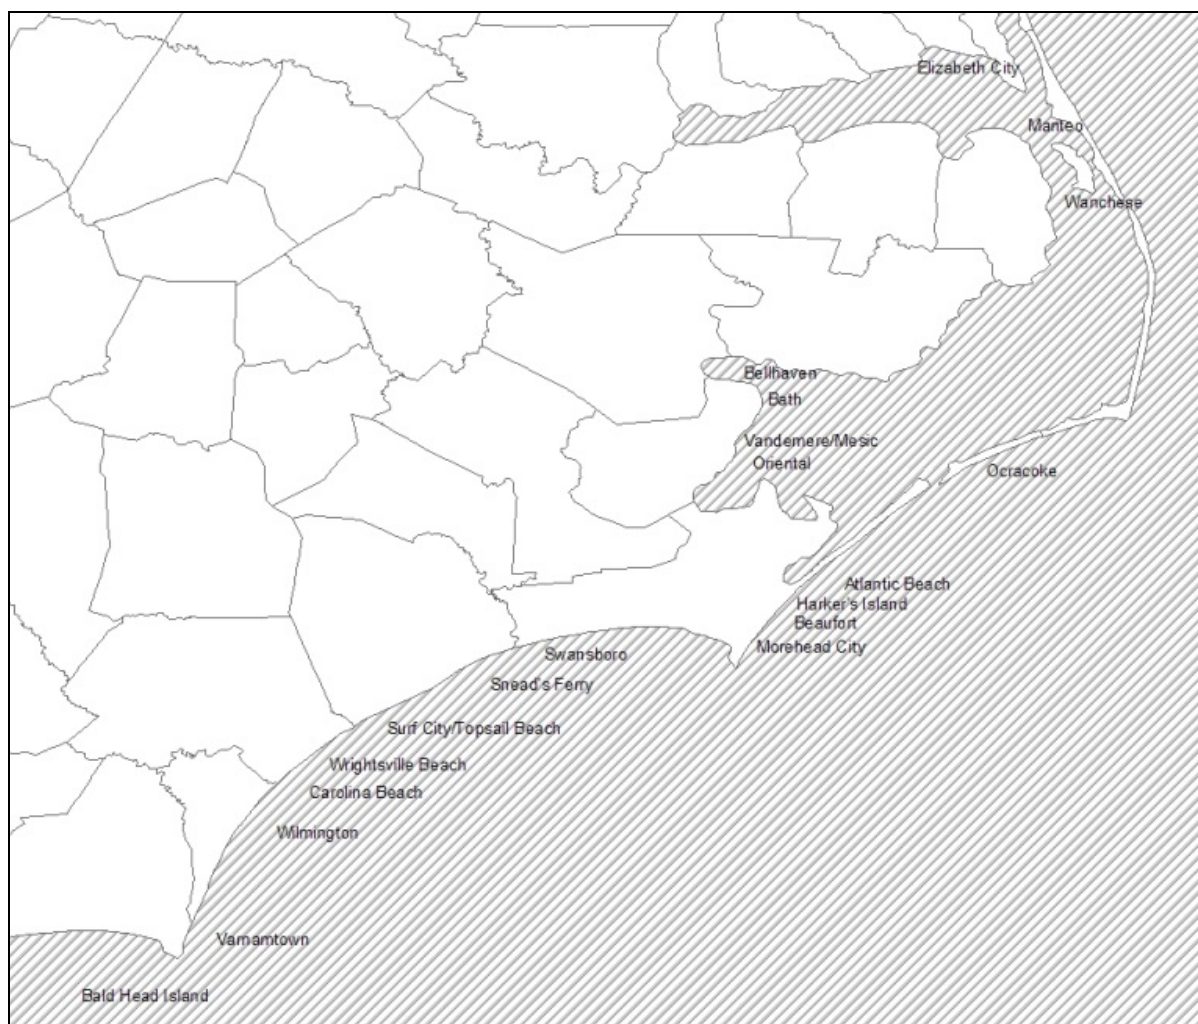 Elizabeth City
Manteo
Wanchese
Bellhaven
Bath
Vandemere/Mesic
Oriental
Ocracoke
Atlantic Beach
Harker's Island
Beaufort
Morehead City
Swansboro
Snead's Ferry
Surf City/Topsail Beach
Wrightsville Beach
Carolina Beach
Wilmington
Varnamtown
Bald Head Island